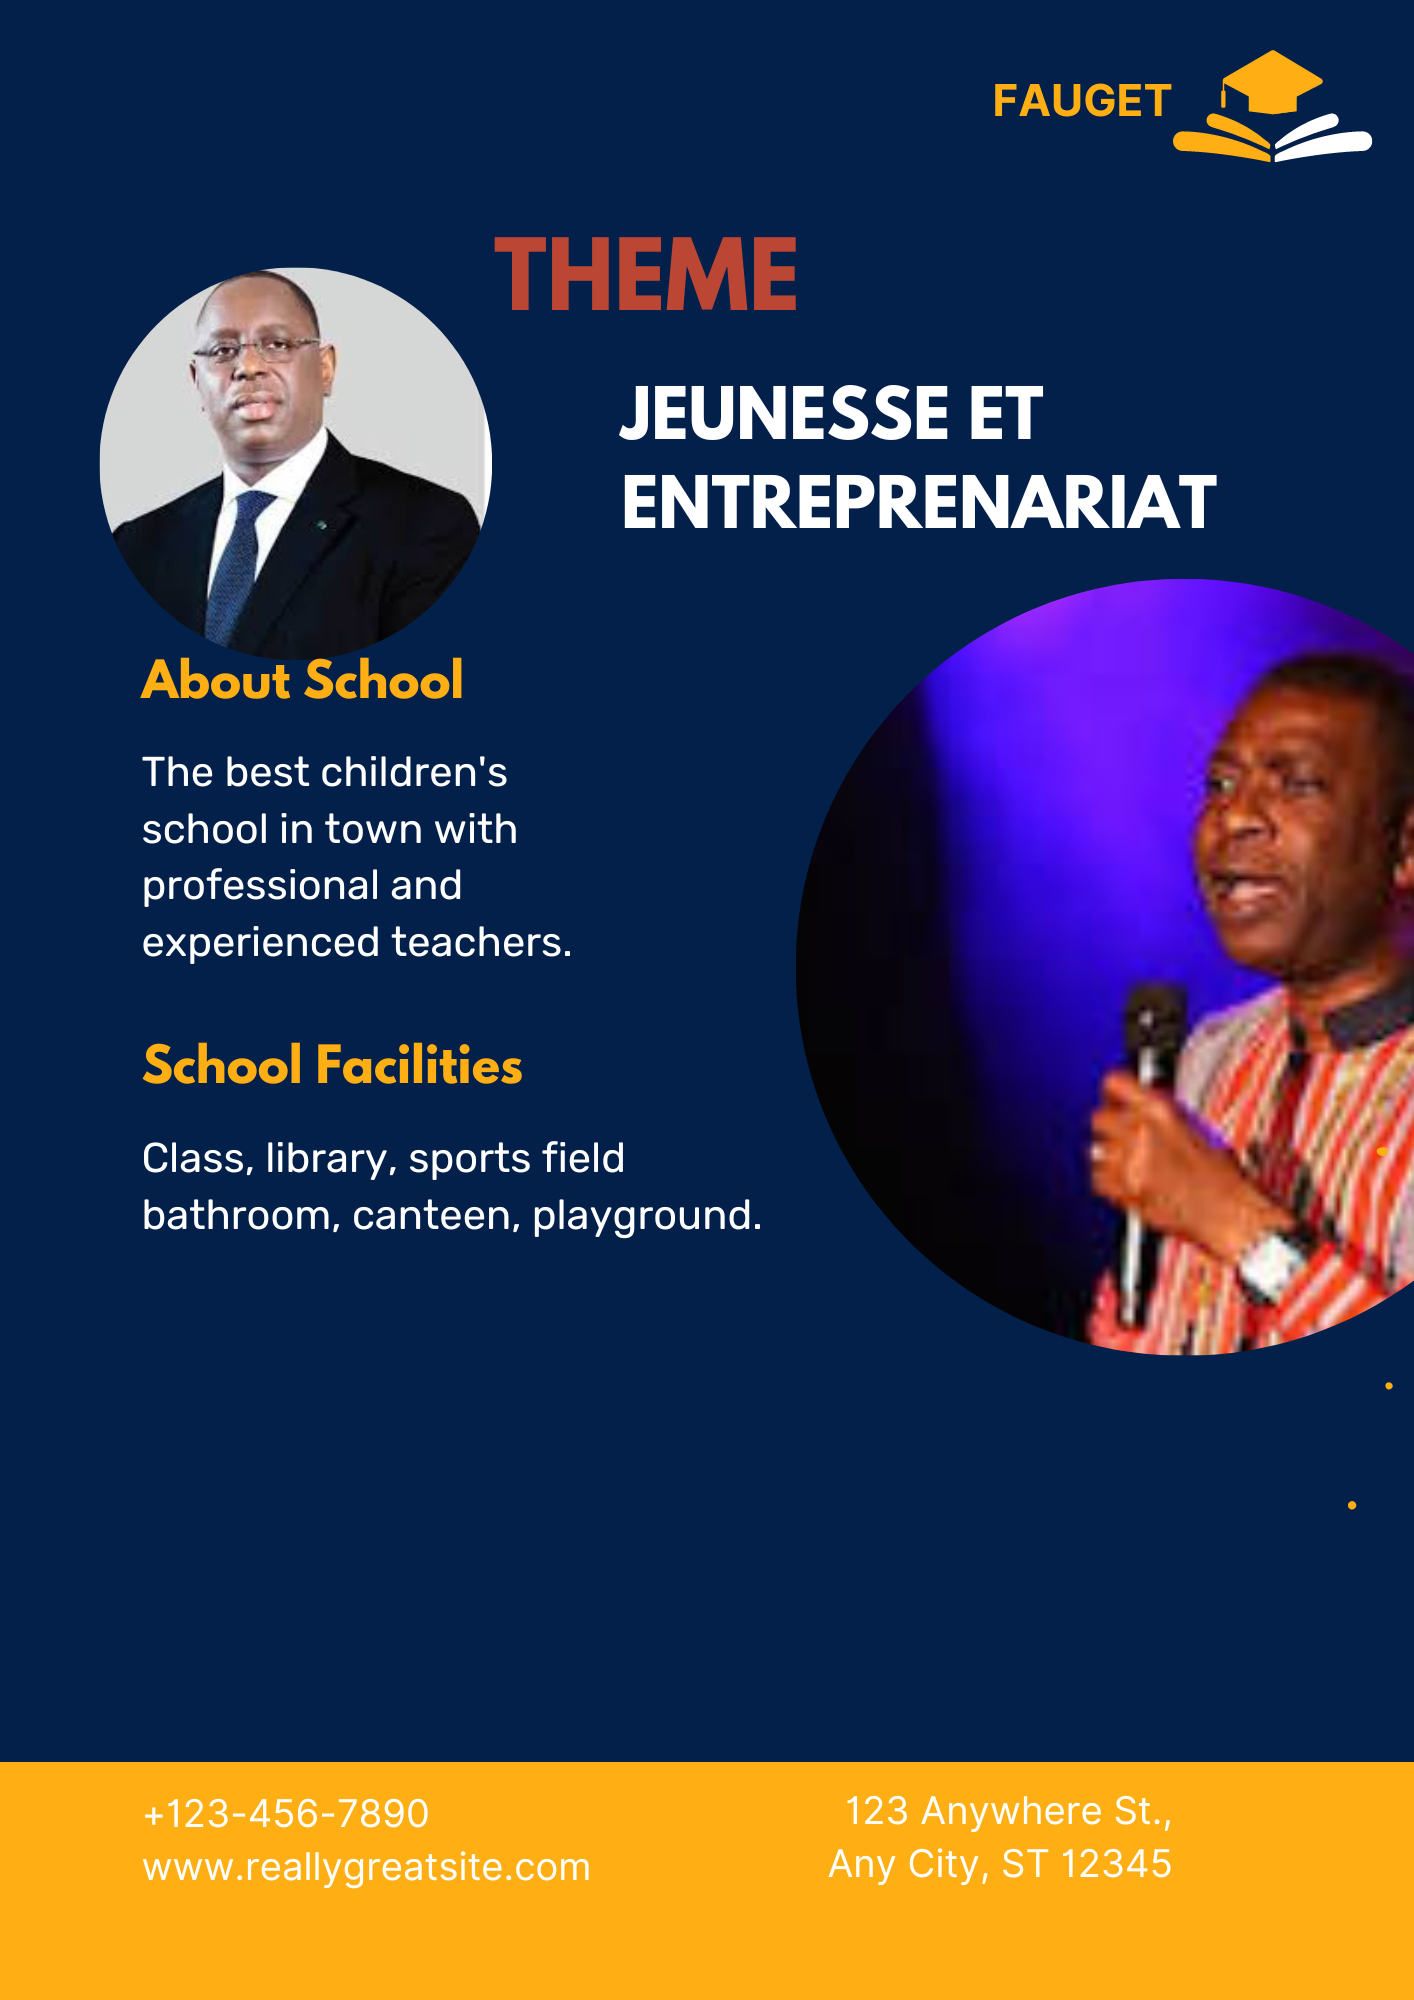 FAUGET
THEME
JEUNESSE ET
ENTREPRENARIAT
About School
The best children's
school in town with
professional and
experienced teachers.
School Facilities
Class, library, sports field
bathroom, canteen, playground.
+123-456-7890
www.reallygreatsite.com
123 Anywhere St.,
Any City, ST 12345